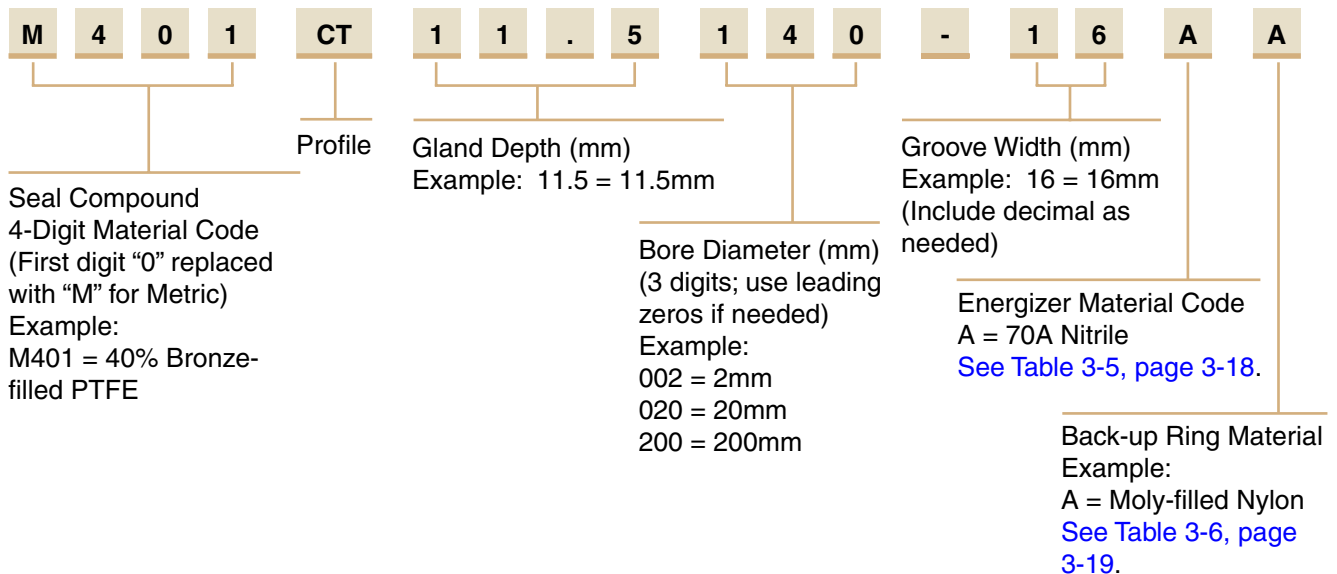 M 4 0 1 CT 1 1 . 5 1 4 0 - 1 6 A A
Profile
Gland Depth (mm)
Example: 11.5 = 11.5mm
Groove Width (mm)
Example: 16 = 16mm
(Include decimal as
needed)
Seal Compound
4-Digit Material Code
(First digit “0” replaced
with “M” for Metric)
Example:
M401 = 40% Bronze-
filled PTFE
Bore Diameter (mm)
(3 digits; use leading
zeros if needed)
Example:
002 = 2mm
020 = 20mm
200 = 200mm
Energizer Material Code
A = 70A Nitrile
See Table 3-5, page 3-18.
Back-up Ring Material
Example:
A = Moly-filled Nylon
See Table 3-6, page
3-19.